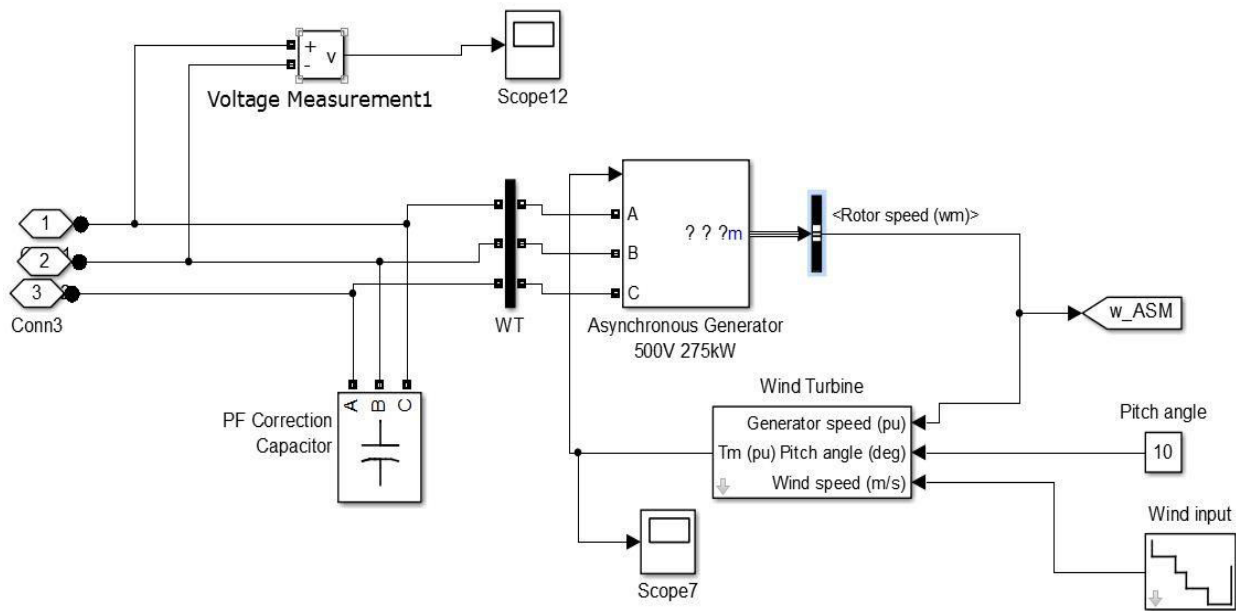 +
-
v
Voltage Measurement1
Scope12
1
2
3
Conn3
WT
A
B
C
? ? ?m
Asynchronous Generator
500V 275kW
<Rotor speed (wm)>
w_ASM
A B C
PF Correction
Capacitor
Wind Turbine
Generator speed (pu)
Tm (pu) Pitch angle (deg)
Wind speed (m/s)
Pitch angle
10
Wind input
Scope7